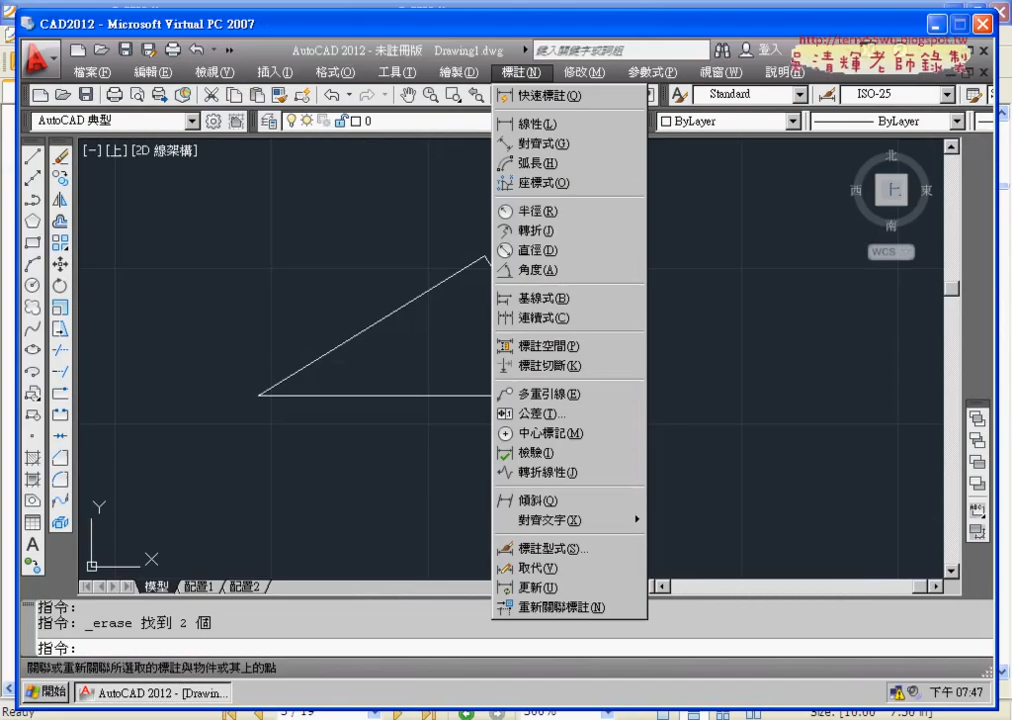 CAD2012 - Microsoft Virtual PC 2007
AutoCAD 2012 - 未註冊版 Drawing1.dwg
鍵入關鍵字或詞組
登入
http://terry55wu.blogspot.tw
吳清輝老師錄製
檔案(F) 編輯(E) 檢視(V) 插入(I) 格式(O) 工具(T) 繪製(D) 標註(N) 修改(M) 參數式(P) 視窗(W) 說明(H)
Standard ISO-25
AutoCAD 典型 0 ByLayer ByLayer
[-] [上] [2D 線架構]
快速標註(Q)
線性(L)
對齊式(G)
弧長(H)
座標式(O)
半徑(R)
轉折(J)
直徑(D)
角度(A)
基線式(B)
連續式(C)
標註空間(P)
標註切斷(K)
多重引線(E)
公差(T)...
中心標記(M)
檢驗(I)
轉折線性(J)
傾斜(Q)
對齊文字(X)
標註型式(S)...
取代(V)
更新(U)
重新關聯標註(N)
北
西 上 東
南
WCS
Y
X
模型 配置1 配置2
指令:
指令: _erase 找到 2 個
指令:
關聯或重新關聯所選取的標註與物件或其上的點
開始 AutoCAD 2012 - [Drawin... 下午 07:47
Ready 3 / 19 300%